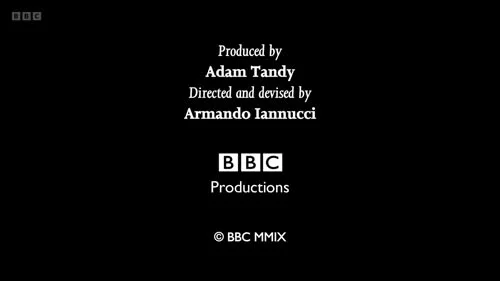 BBC
Produced by
Adam Tandy
Directed and devised by
Armando Iannucci
BBC
Productions
© BBC MMIX